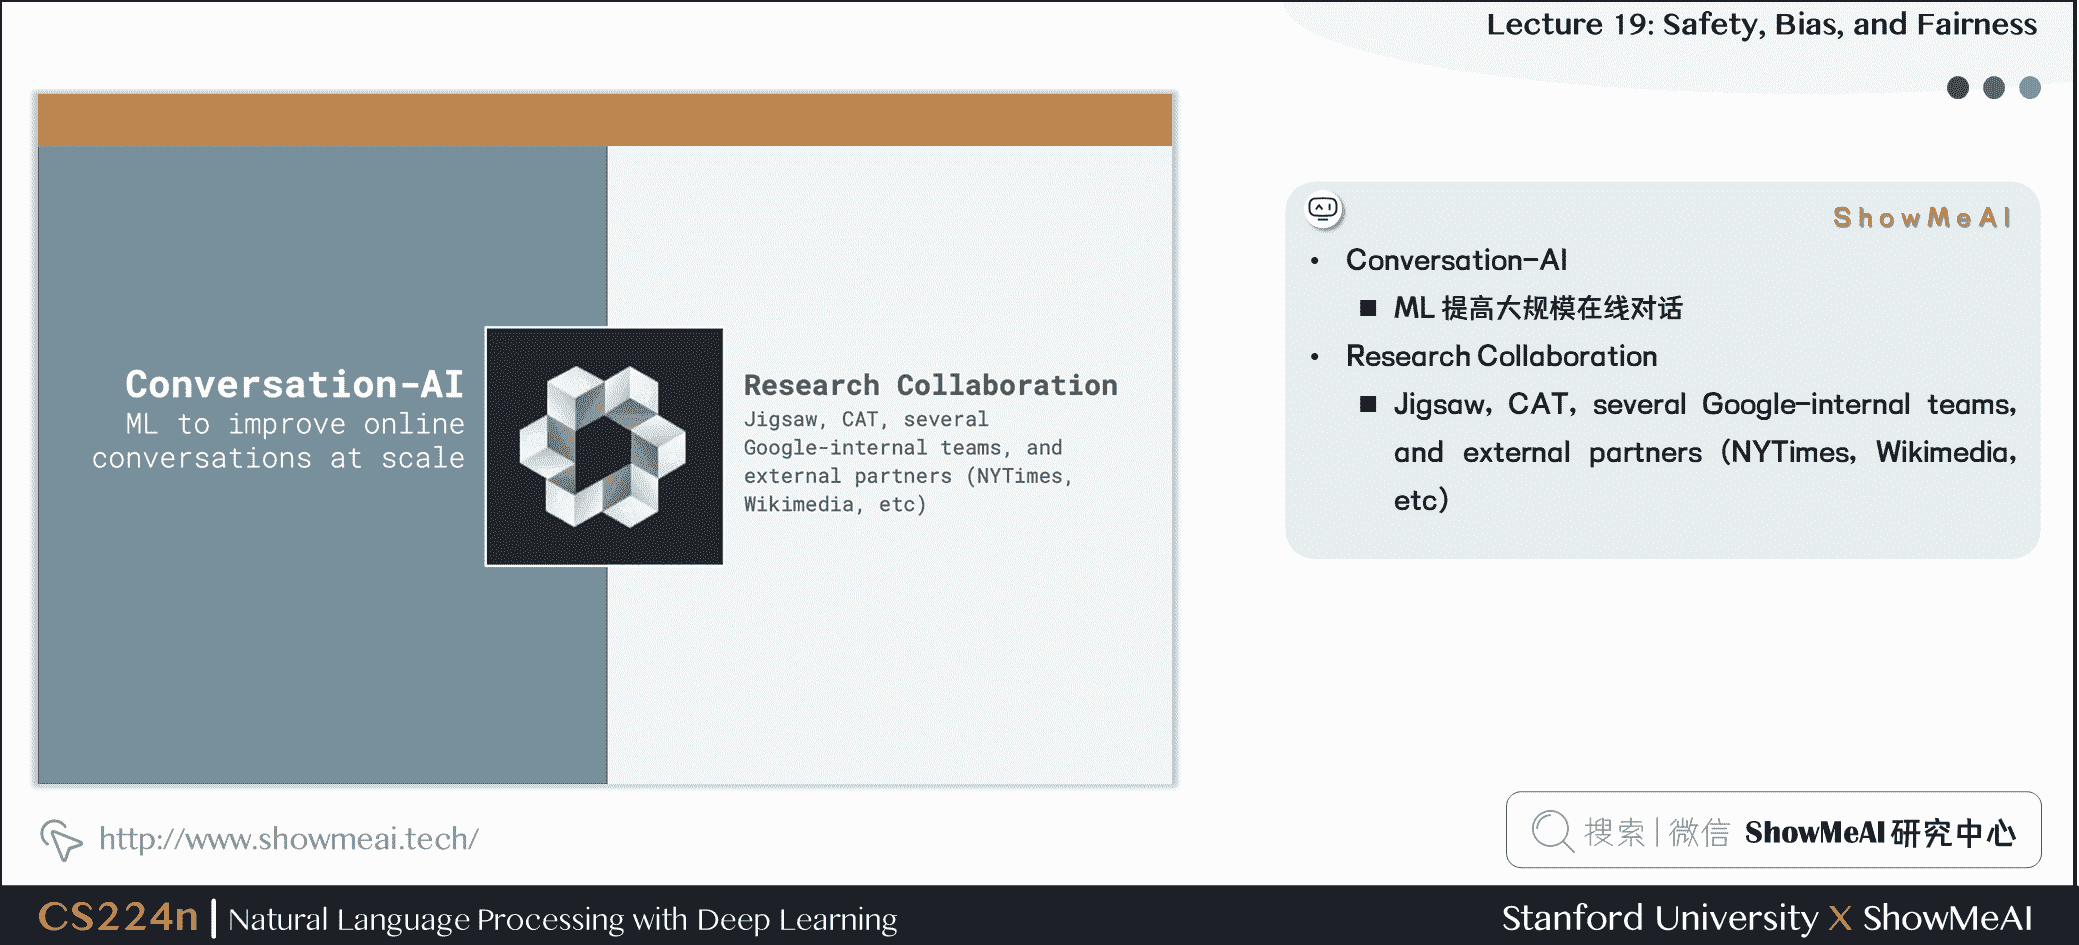 Lecture 19: Safety, Bias, and Fairness
Conversation-AI
ML to improve online
conversations at scale
Research Collaboration
Jigsaw, CAT, several
Google-internal teams, and
external partners (NYTimes,
Wikimedia, etc)
ShowMeAI
• Conversation-AI
■ ML 提高大规模在线对话
• Research Collaboration
■ Jigsaw, CAT, several Google-internal teams,
and external partners (NYTimes, Wikimedia,
etc)
http://www.showmeai.tech/
搜索 | 微信 ShowMeAI 研究中心
CS224n | Natural Language Processing with Deep Learning
Stanford University X ShowMeAI